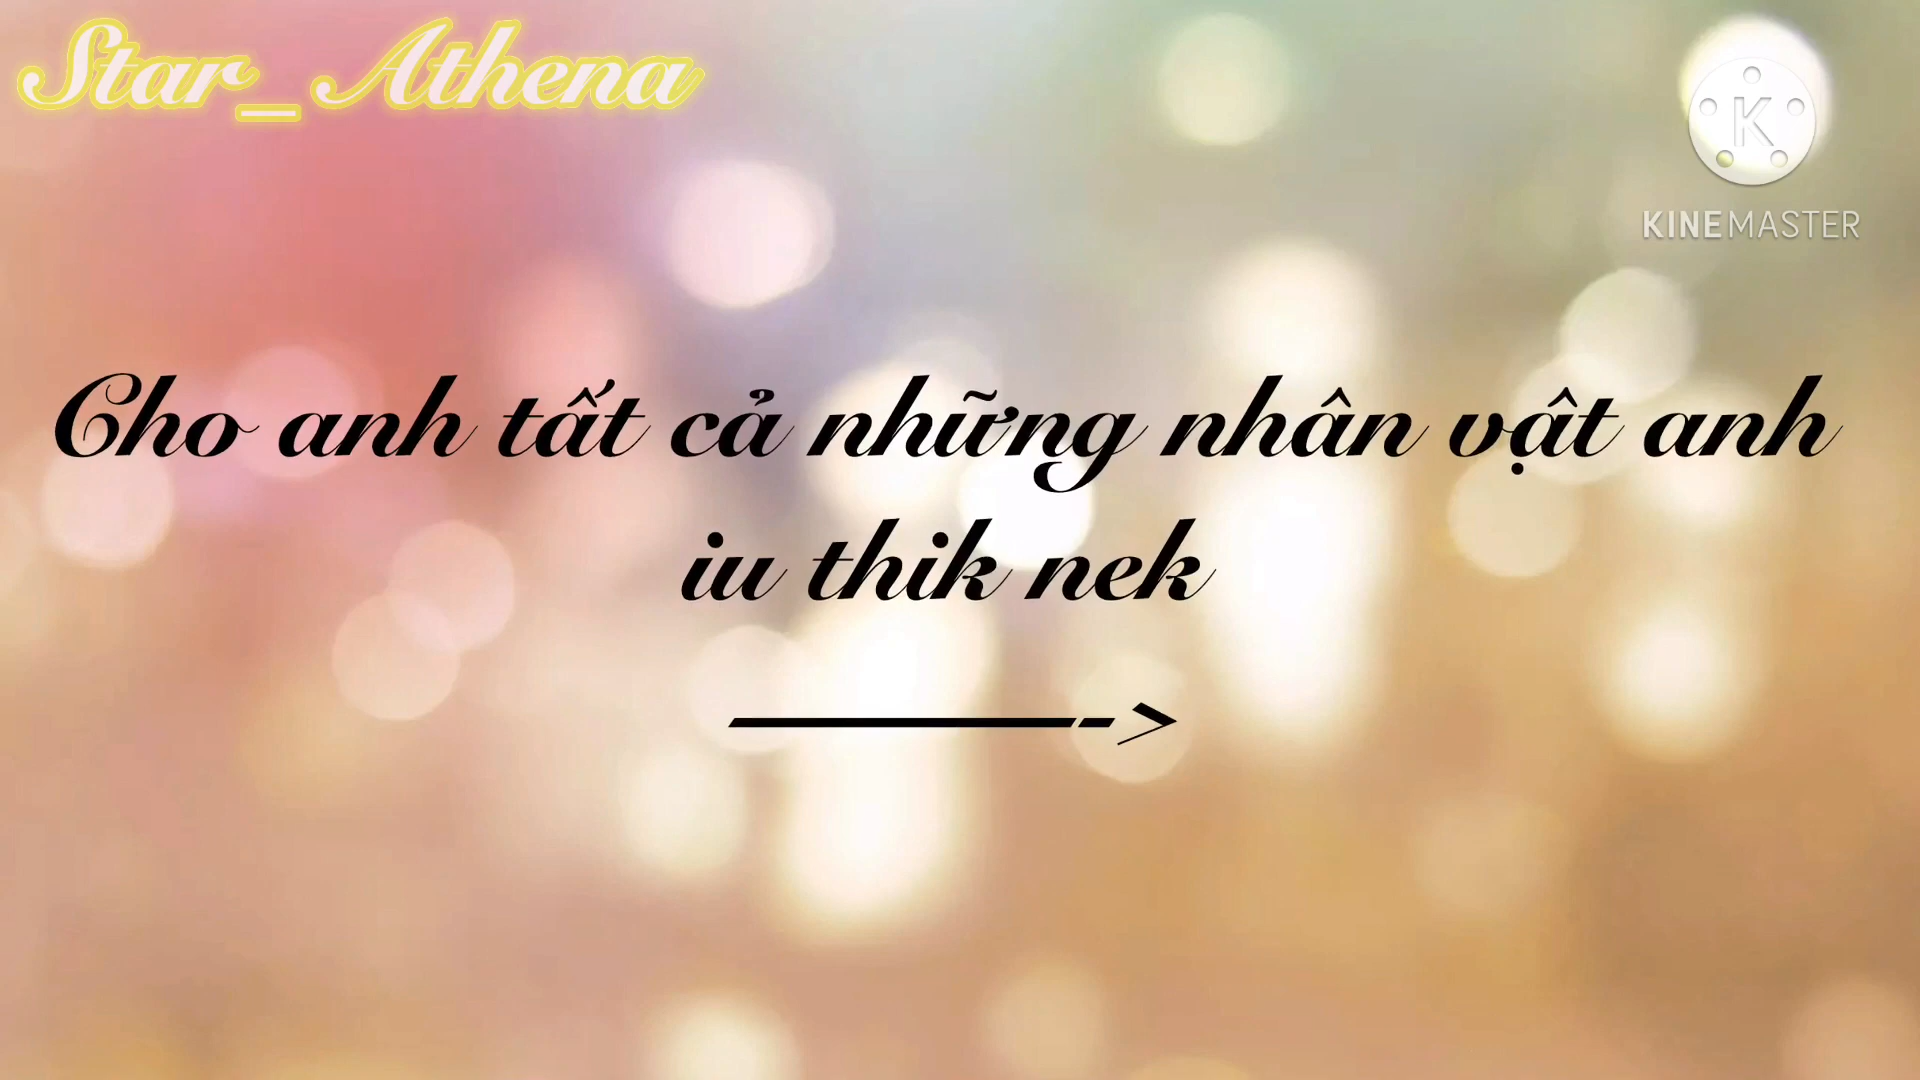 Star_Athena
K
KINEMASTER
Cho anh tất cả những nhân vật anh
iu thik nek
---->